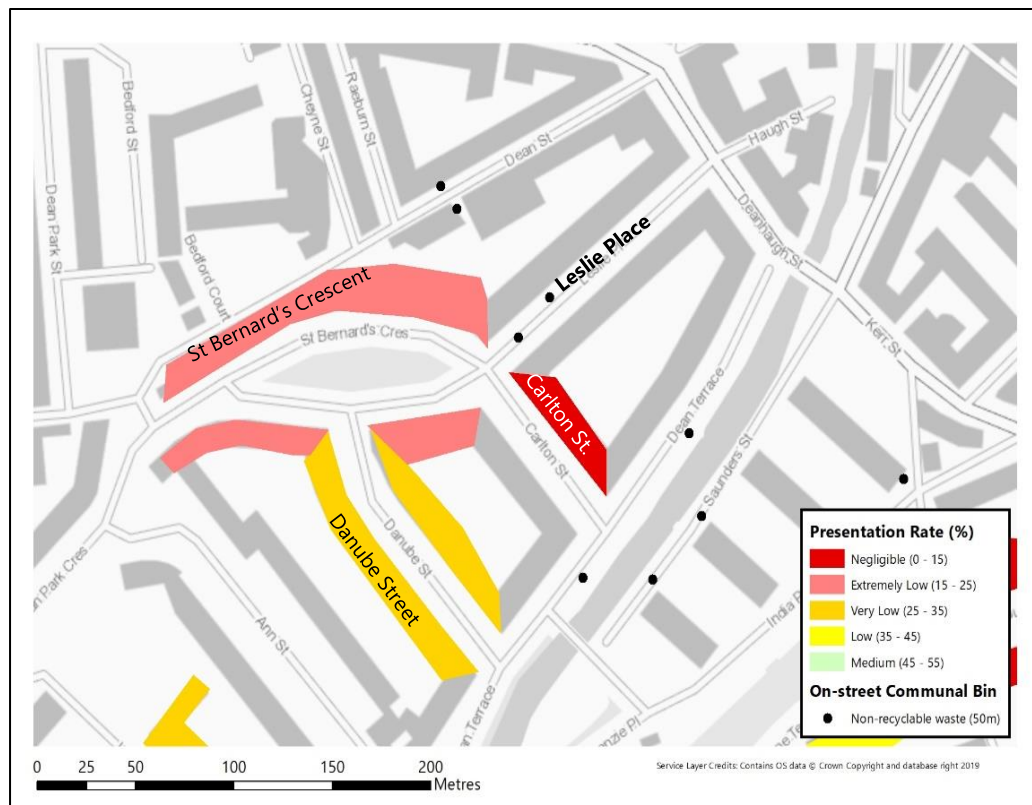 Bedford St
Cheyne St
Raeburn St
Dean St
Haugh St
Dean Park St
Bedford Court
Leslie Place
Deanhaugh St
St Bernard's Crescent
St Bernard's Cres
Kerr St
Carlton St.
Carlton St
Dean Terrace
Saunders St
Danube Street
Danube St
Park Cres
Ann St
India P
Terrace
Presentation Rate (%)
Negligible (0 - 15)
Extremely Low (15 - 25)
Very Low (25 - 35)
Low (35 - 45)
Medium (45 - 55)
On-street Communal Bin
Non-recyclable waste (50m)
0 25 50 100 150 200
Metres
Service Layer Credits: Contains OS data © Crown Copyright and database right 2019